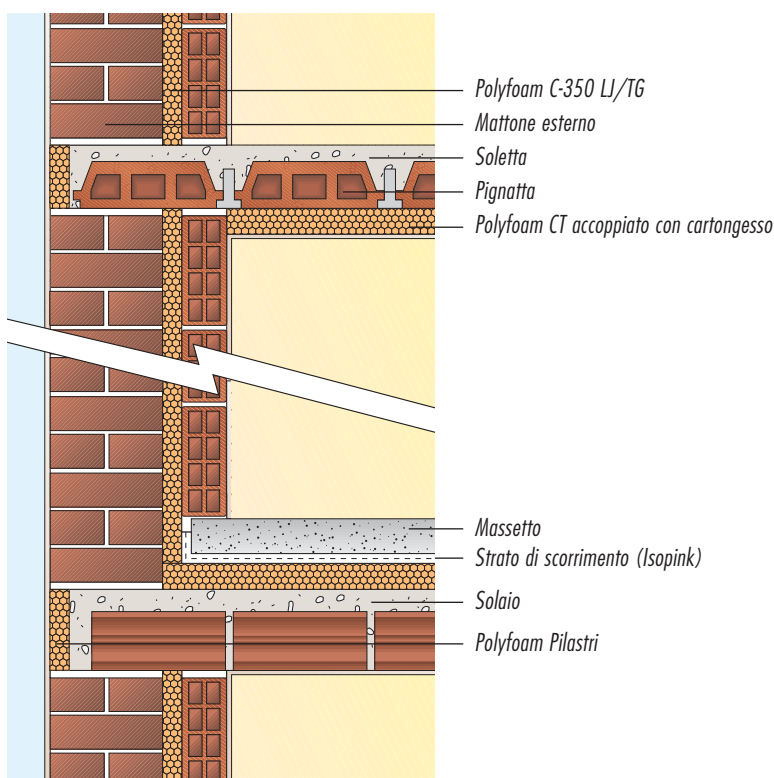 Polyfoam C-350 LJ/TG
Mattone esterno
Soletta
Pignatta
Polyfoam CT accoppiato con cartongesso
Massetto
Strato di scorrimento (Isopink)
Solaio
Polyfoam Pilastri